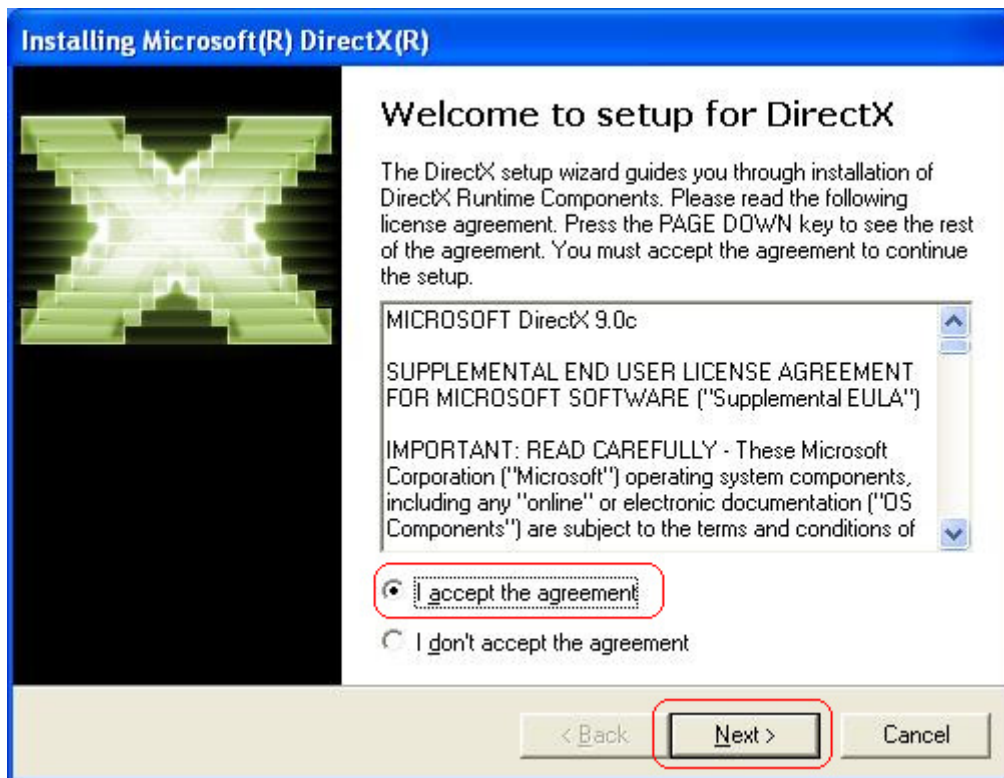 Installing Microsoft(R) DirectX(R)
Welcome to setup for DirectX
The DirectX setup wizard guides you through installation of
DirectX Runtime Components. Please read the following
license agreement. Press the PAGE DOWN key to see the rest
of the agreement. You must accept the agreement to continue
the setup.
MICROSOFT DirectX 9.0c
SUPPLEMENTAL END USER LICENSE AGREEMENT
FOR MICROSOFT SOFTWARE ("Supplemental EULA")
IMPORTANT: READ CAREFULLY - These Microsoft
Corporation ("Microsoft") operating system components,
including any "online" or electronic documentation ("OS
Components") are subject to the terms and conditions of
I accept the agreement
I don't accept the agreement
< Back
Next >
Cancel